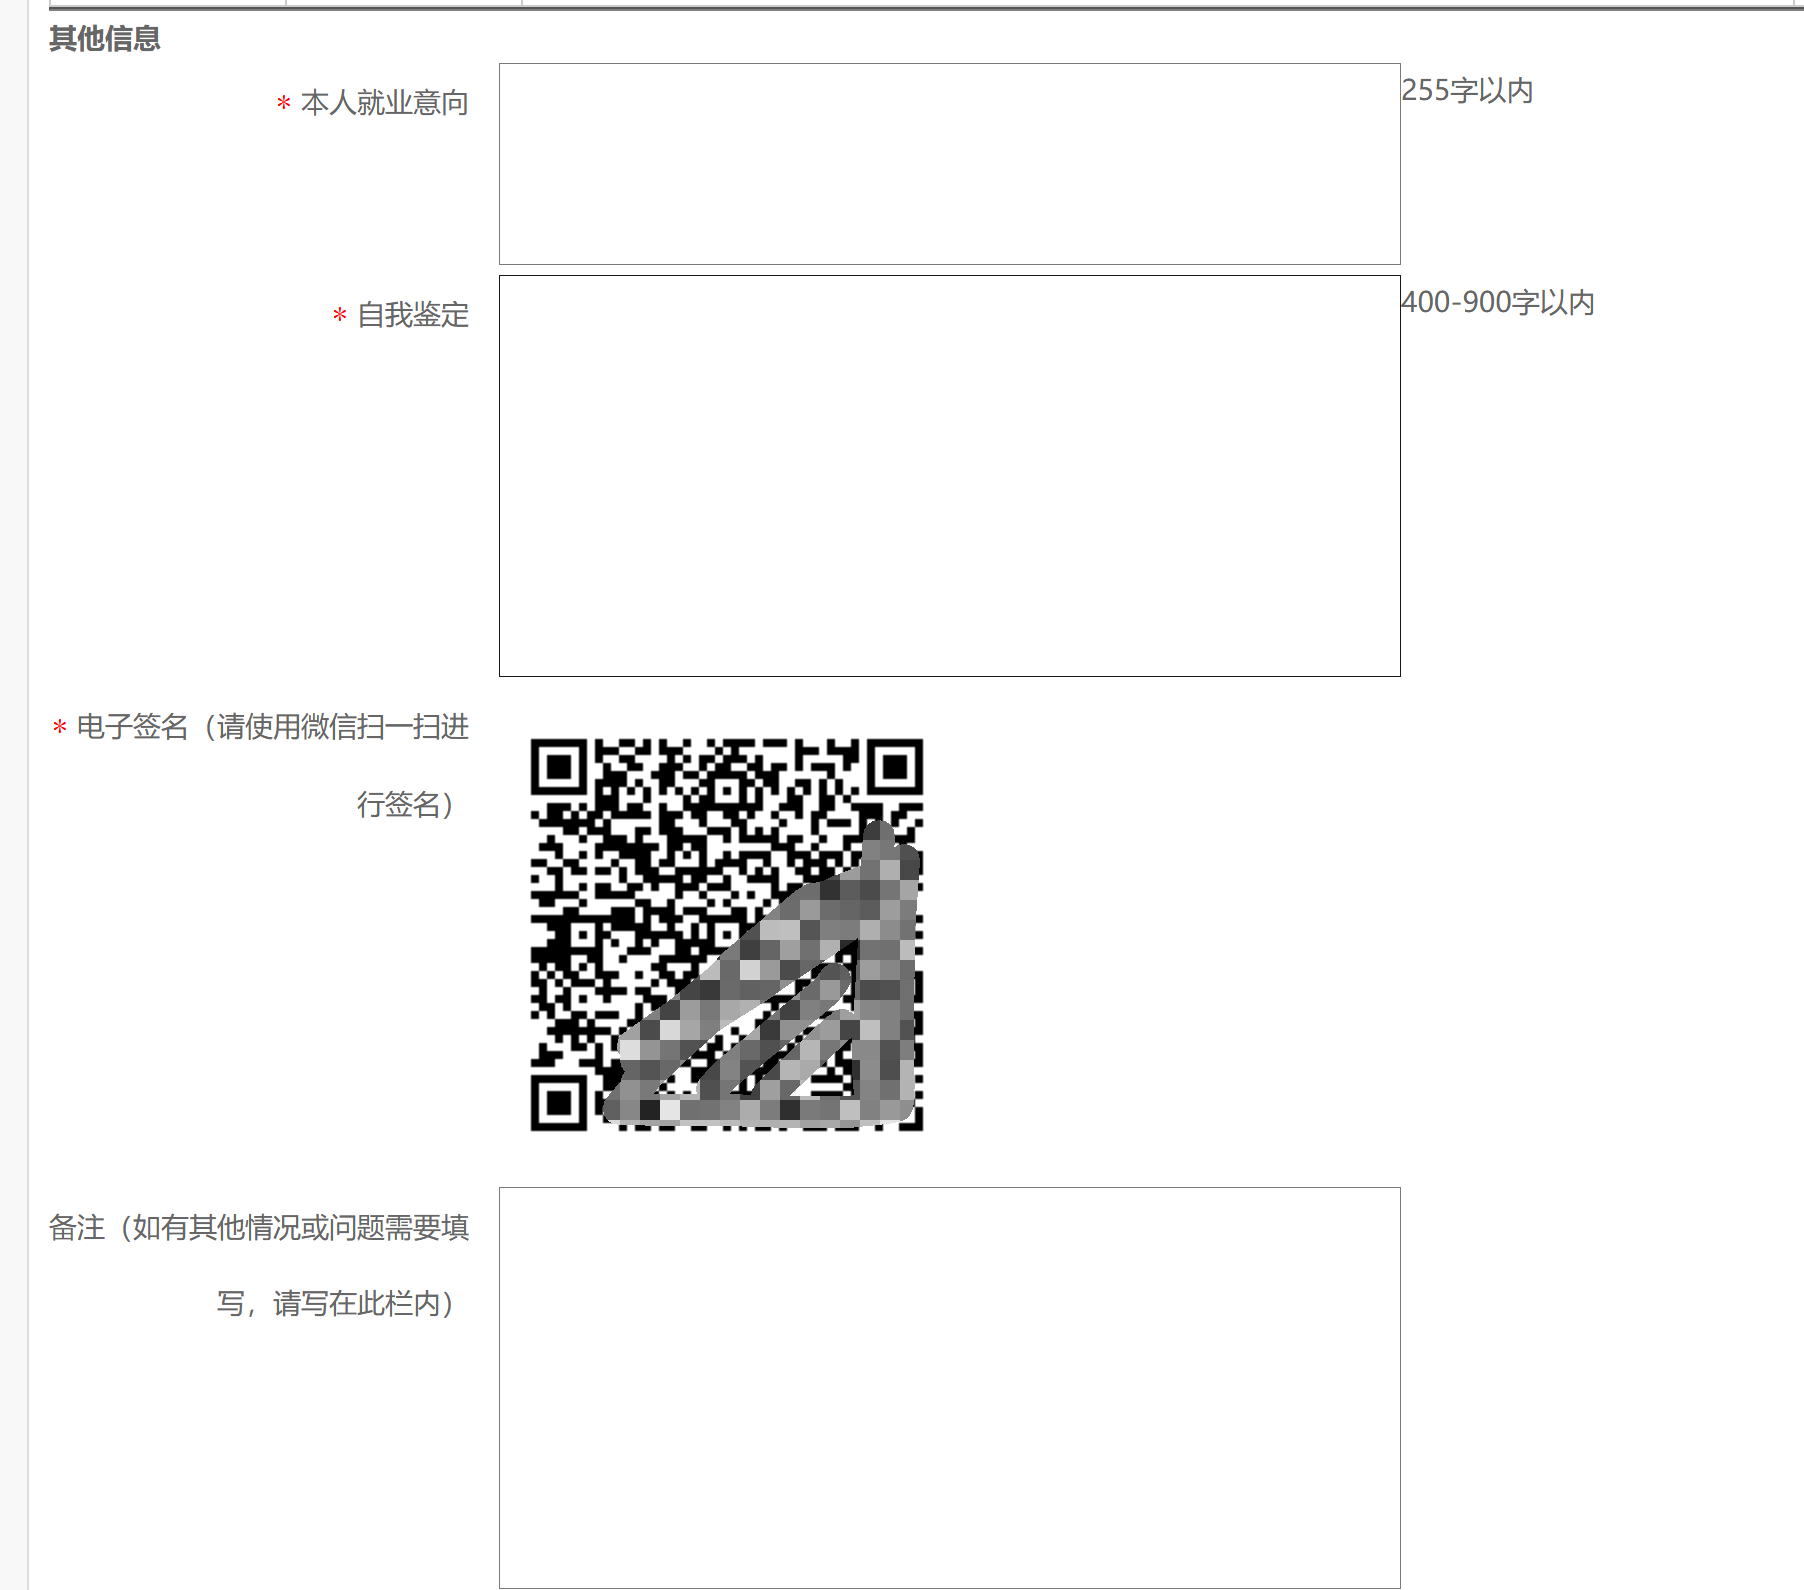 其他信息
* 本人就业意向
255字以内
* 自我鉴定
400-900字以内
* 电子签名（请使用微信扫一扫进
行签名）
备注（如有其他情况或问题需要填
写，请写在此栏内）